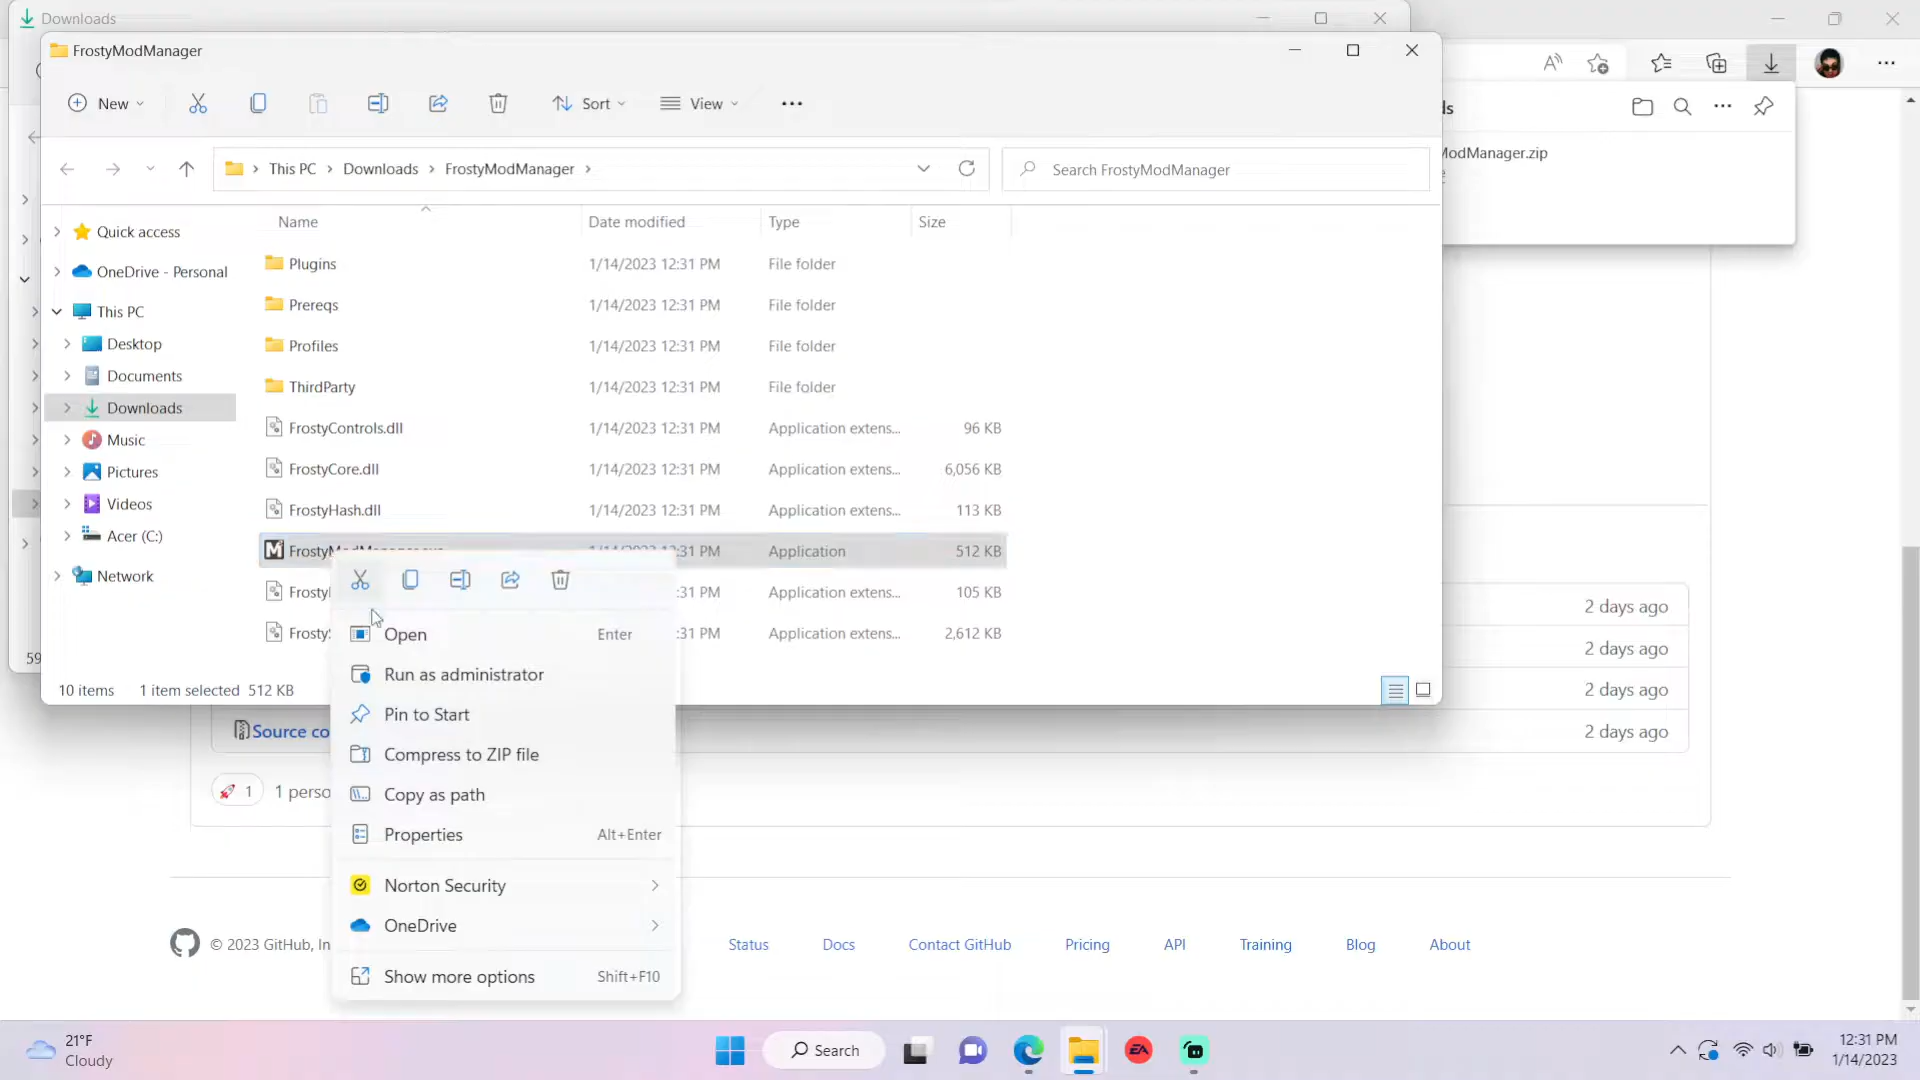 Downloads
FrostyModManager
New
Sort
View
This PC
Downloads
FrostyModManager
Search FrostyModManager
ModManager.zip
Name
Date modified
Type
Size
Quick access
OneDrive - Personal
This PC
Desktop
Documents
Downloads
Music
Pictures
Videos
Acer (C:)
Network
Plugins 1/14/2023 12:31 PM File folder
Prereqs 1/14/2023 12:31 PM File folder
Profiles 1/14/2023 12:31 PM File folder
ThirdParty 1/14/2023 12:31 PM File folder
FrostyControls.dll 1/14/2023 12:31 PM Application extens... 96 KB
FrostyCore.dll 1/14/2023 12:31 PM Application extens... 6,056 KB
FrostyHash.dll 1/14/2023 12:31 PM Application extens... 113 KB
FrostyModManager.exe 1/14/2023 12:31 PM Application 512 KB
:31 PM Application extens... 105 KB
:31 PM Application extens... 2,612 KB
Open Enter
Run as administrator
Pin to Start
Compress to ZIP file
Copy as path
Properties Alt+Enter
Norton Security
OneDrive
Show more options Shift+F10
59
10 items 1 item selected 512 KB
2 days ago
2 days ago
2 days ago
Source co
2 days ago
1
1 perso
© 2023 GitHub, In
Status
Docs
Contact GitHub
Pricing
API
Training
Blog
About
21°F
Cloudy
Search
EA
12:31 PM
1/14/2023